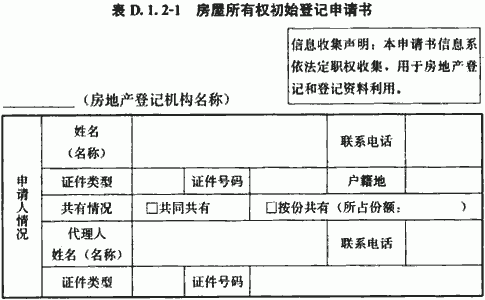 表 D.1.2-1 房屋所有权初始登记申请书
信息收集声明：本申请书信息系
依法定职权收集，用于房地产登
记和登记资料利用。
（房地产登记机构名称）
申请人情况
姓名
（名称）
联系电话
证件类型 证件号码 户籍地
共有情况 □共同共有 □按份共有（所占份额： ）
代理人
姓名（名称）
联系电话
证件类型 证件号码